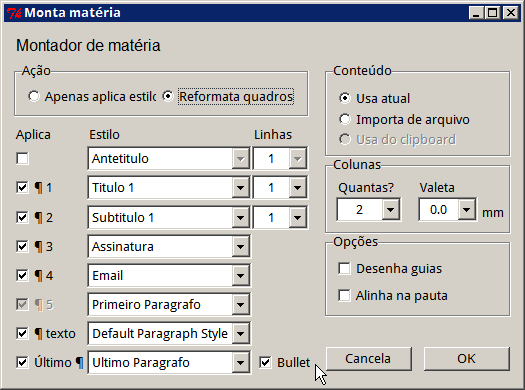 Monta matéria
Montador de matéria
Ação
Apenas aplica estilo Reformata quadros
Aplica Estilo Linhas
Antetitulo 1
¶ 1 Titulo 1 1
¶ 2 Subtitulo 1 1
¶ 3 Assinatura
¶ 4 Email
¶ 5 Primeiro Paragrafo
¶ texto Default Paragraph Style
Último ¶ Ultimo Paragrafo Bullet
Conteúdo
Usa atual
Importa de arquivo
Usa do clipboard
Colunas
Quantas? Valeta
2 0.0 mm
Opções
Desenha guias
Alinha na pauta
Cancela OK